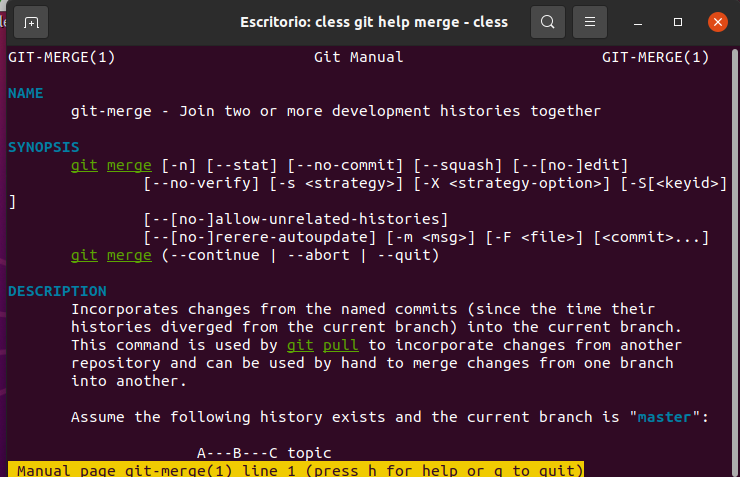 Escritorio: cless git help merge - cless
GIT-MERGE(1) Git Manual GIT-MERGE(1)
NAME
git-merge - Join two or more development histories together
SYNOPSIS
git merge [-n] [--stat] [--no-commit] [--squash] [--[no-]edit]
[--no-verify] [-s <strategy>] [-X <strategy-option>] [-S[<keyid>]
]
[--[no-]allow-unrelated-histories]
[--[no-]rerere-autoupdate] [-m <msg>] [-F <file>] [<commit>...]
git merge (--continue | --abort | --quit)
DESCRIPTION
Incorporates changes from the named commits (since the time their
histories diverged from the current branch) into the current branch.
This command is used by git pull to incorporate changes from another
repository and can be used by hand to merge changes from one branch
into another.
Assume the following history exists and the current branch is "master":
A---B---C topic
Manual page git-merge(1) line 1 (press h for help or q to quit)